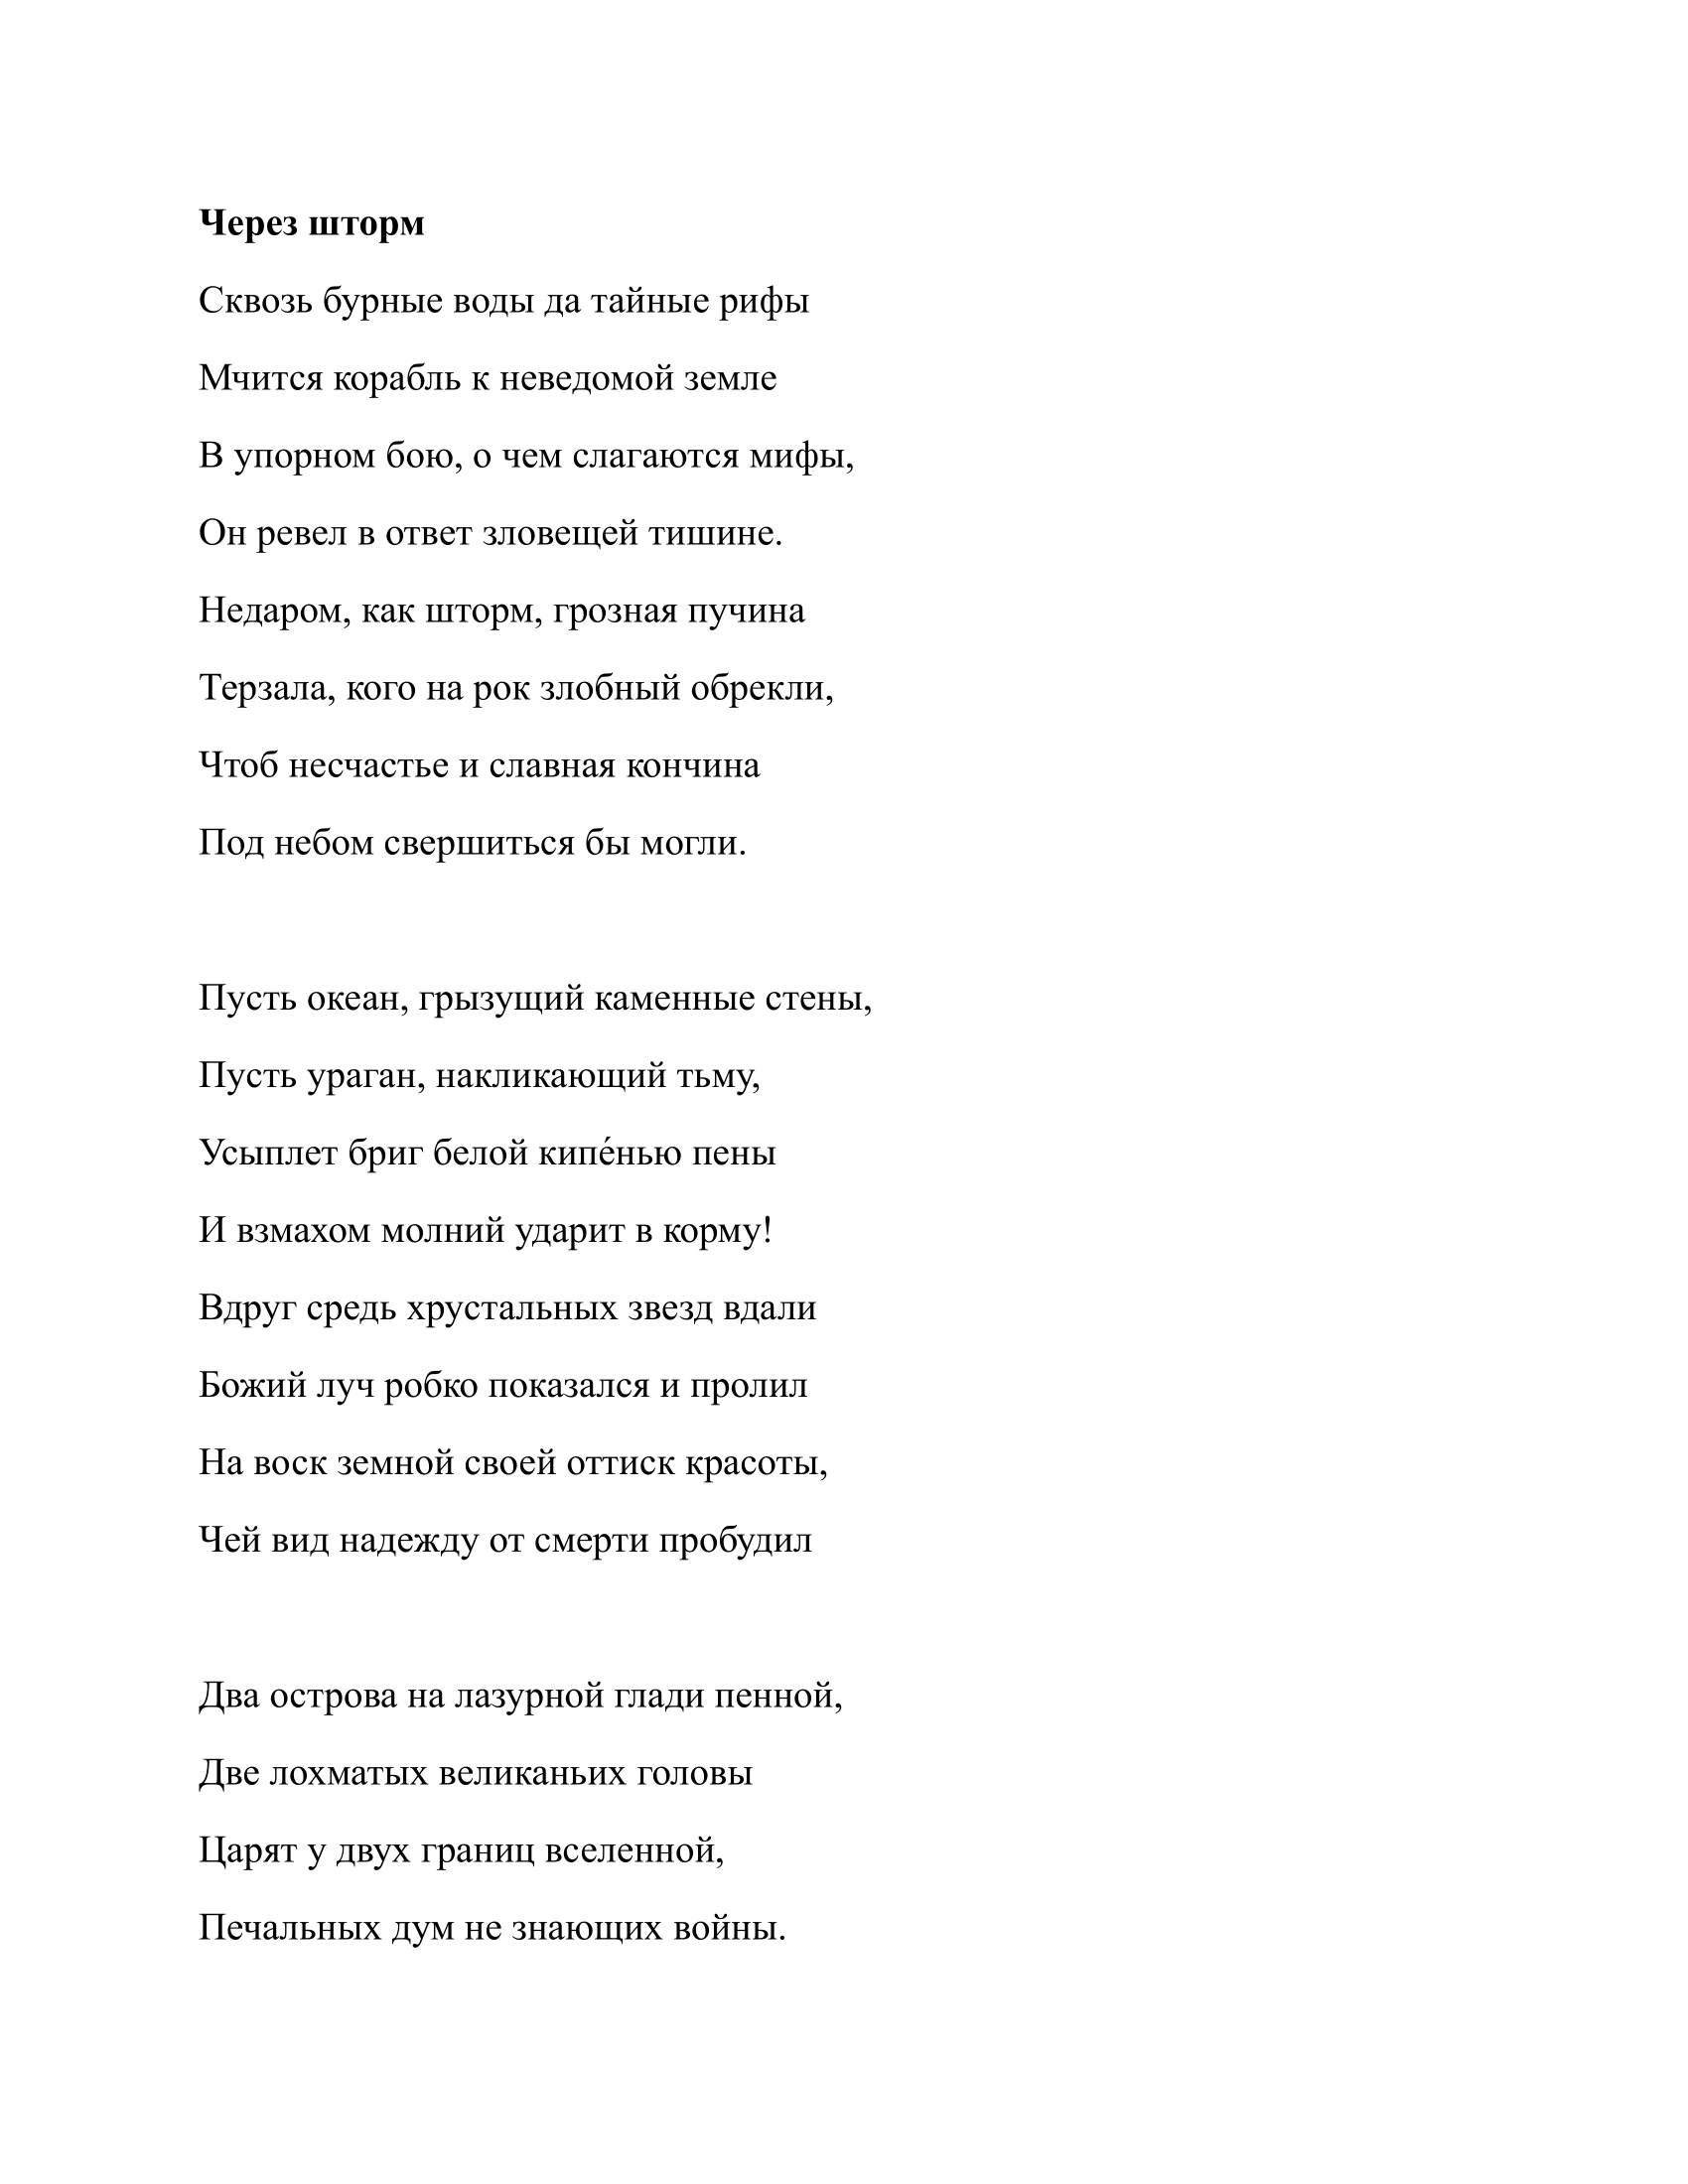 Через шторм
Сквозь бурные воды да тайные рифы
Мчится корабль к неведомой земле
В упорном бою, о чем слагаются мифы,
Он ревел в ответ зловещей тишине.
Недаром, как шторм, грозная пучина
Терзала, кого на рок злобный обрекли,
Чтоб несчастье и славная кончина
Под небом свершиться бы могли.
Пусть океан, грызущий каменные стены,
Пусть ураган, накликающий тьму,
Усыплет бриг белой кипе́нью пены
И взмахом молний ударит в корму!
Вдруг средь хрустальных звезд вдали
Божий луч робко показался и пролил
На воск земной своей оттиск красоты,
Чей вид надежду от смерти пробудил
Два острова на лазурной глади пенной,
Две лохматых великаньих головы
Царят у двух границ вселенной,
Печальных дум не знающих войны.